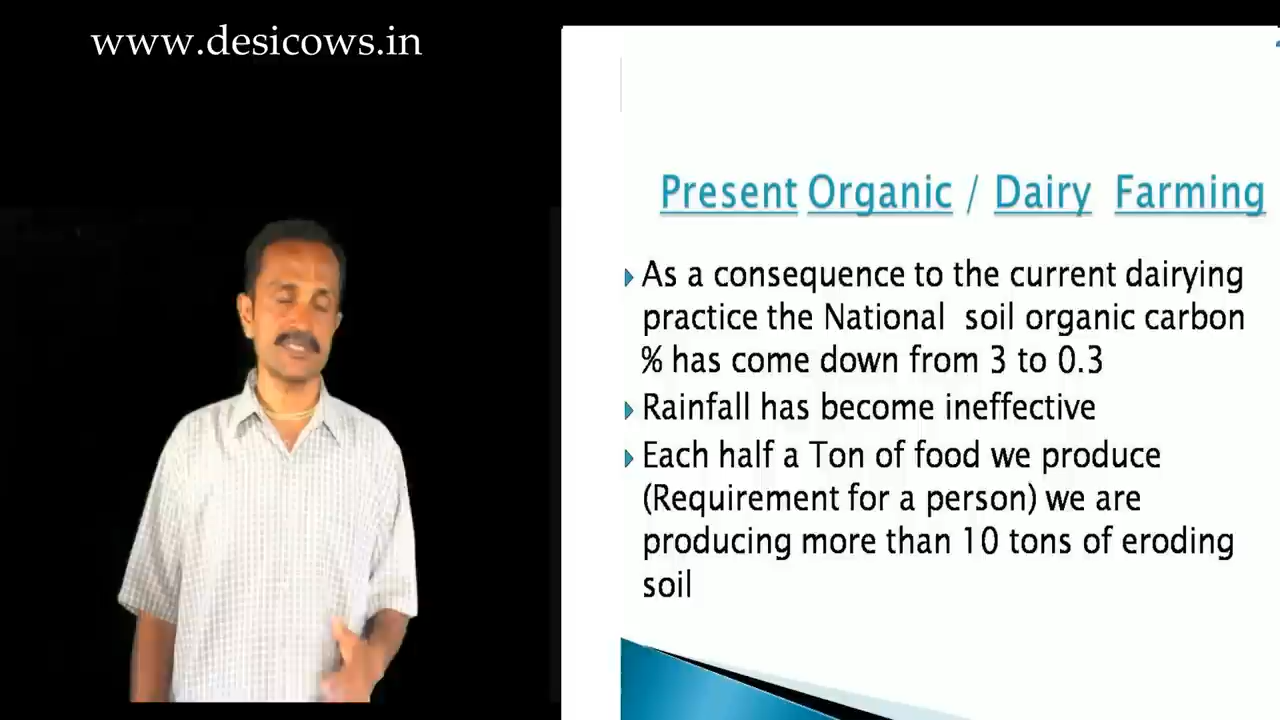 www.desicows.in
Present Organic / Dairy Farming
As a consequence to the current dairying
practice the National soil organic carbon
% has come down from 3 to 0.3
Rainfall has become ineffective
Each half a Ton of food we produce
(Requirement for a person) we are
producing more than 10 tons of eroding
soil